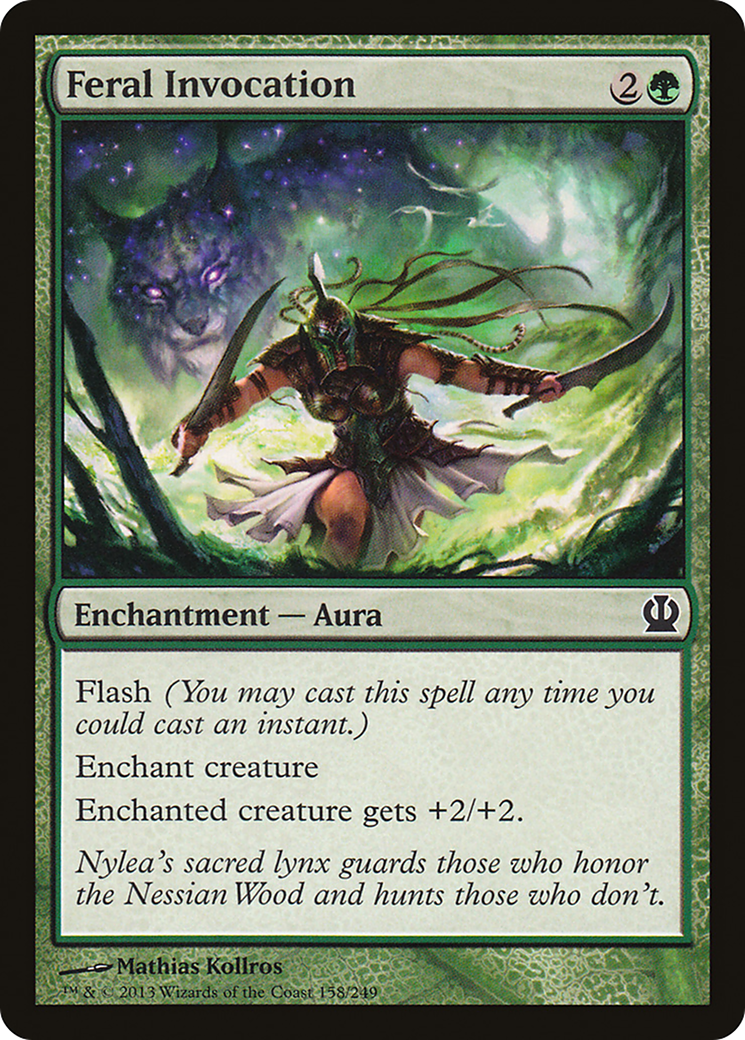 Feral Invocation
2
Enchantment — Aura
Flash (You may cast this spell any time you
could cast an instant.)
Enchant creature
Enchanted creature gets +2/+2.
Nylea's sacred lynx guards those who honor
the Nessian Wood and hunts those who don't.
Mathias Kollros
™ & © 2013 Wizards of the Coast 158/249